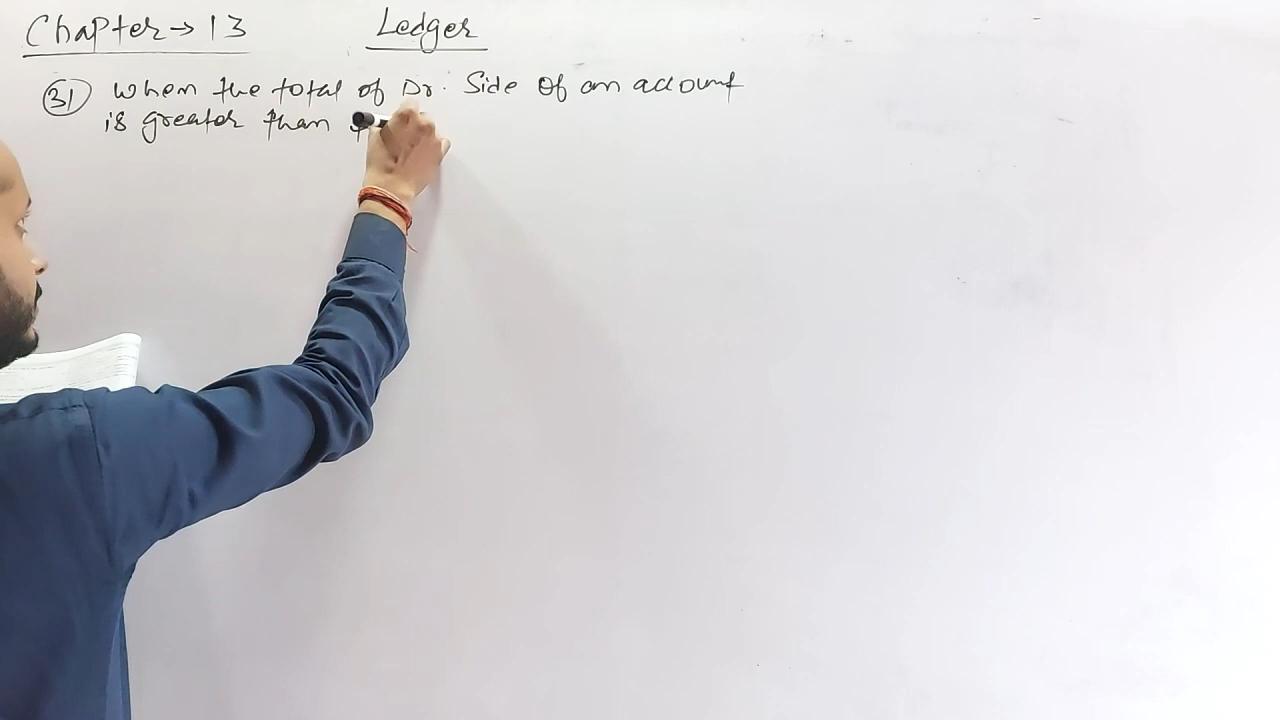 Chapter → 13
Ledger
31 When the total of Dr. Side of an account
is greater than